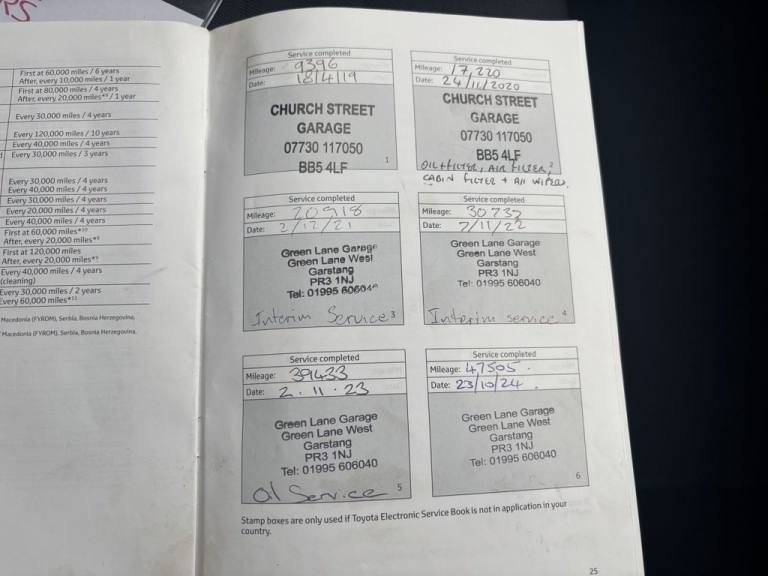 PS
First at 60,000 miles / 6 years
After, every 10,000 miles / 1 year
First at 80,000 miles / 4 years
After, every 20,000 miles*⁹ / 1 year
Every 30,000 miles / 4 years
Every 120,000 miles / 10 years
Every 40,000 miles / 4 years
Every 30,000 miles / 3 years
Every 30,000 miles / 4 years
Every 40,000 miles / 4 years
Every 30,000 miles / 4 years
Every 20,000 miles / 4 years
Every 40,000 miles / 4 years
First at 60,000 miles
After, every 20,000 miles
First at 120,000 miles
After, every 20,000 miles
Every 40,000 miles / 4 years
(cleaning)
Every 30,000 miles / 2 years
Every 60,000 miles
Macedonia (FYROM), Serbia, Bosnia Herzegovina,
Macedonia (FYROM), Serbia, Bosnia Herzegovina.
Service completed
Mileage: 9396
Date: 18/4/19
CHURCH STREET
GARAGE
07730 117050
BB5 4LF
1
Service completed
Mileage: 17,220
Date: 24/11/2020
CHURCH STREET
GARAGE
07730 117050
BB5 4LF
2
OIL + FILTER, AIR FILTER,
CABIN FILTER + All WIPERS.
Service completed
Mileage: 20918
Date: 2/12/21
Green Lane Garage
Green Lane West
Garstang
PR3 1NJ
Tel: 01995 606040
Interim Service 3
Service completed
Mileage: 30732
Date: 7/11/22
Green Lane Garage
Green Lane West
Garstang
PR3 1NJ
Tel: 01995 606040
Interim service 4
Service completed
Mileage: 39433
Date: 2.11.23
Green Lane Garage
Green Lane West
Garstang
PR3 1NJ
Tel: 01995 606040
Oil Service 5
Service completed
Mileage: 47505.
Date: 23/10/24.
Green Lane Garage
Green Lane West
Garstang
PR3 1NJ
Tel: 01995 606040
6
Stamp boxes are only used if Toyota Electronic Service Book is not in application in your
country.
25